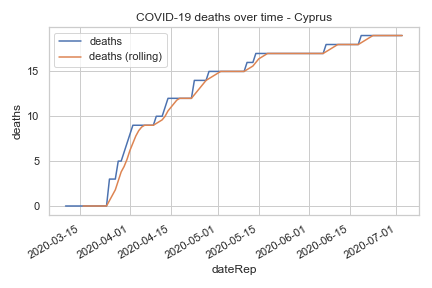 COVID-19 deaths over time - Cyprus
deaths
deaths (rolling)
deaths
15
10
5
0
2020-03-15
2020-04-01
2020-04-15
2020-05-01
2020-05-15
2020-06-01
2020-06-15
2020-07-01
dateRep